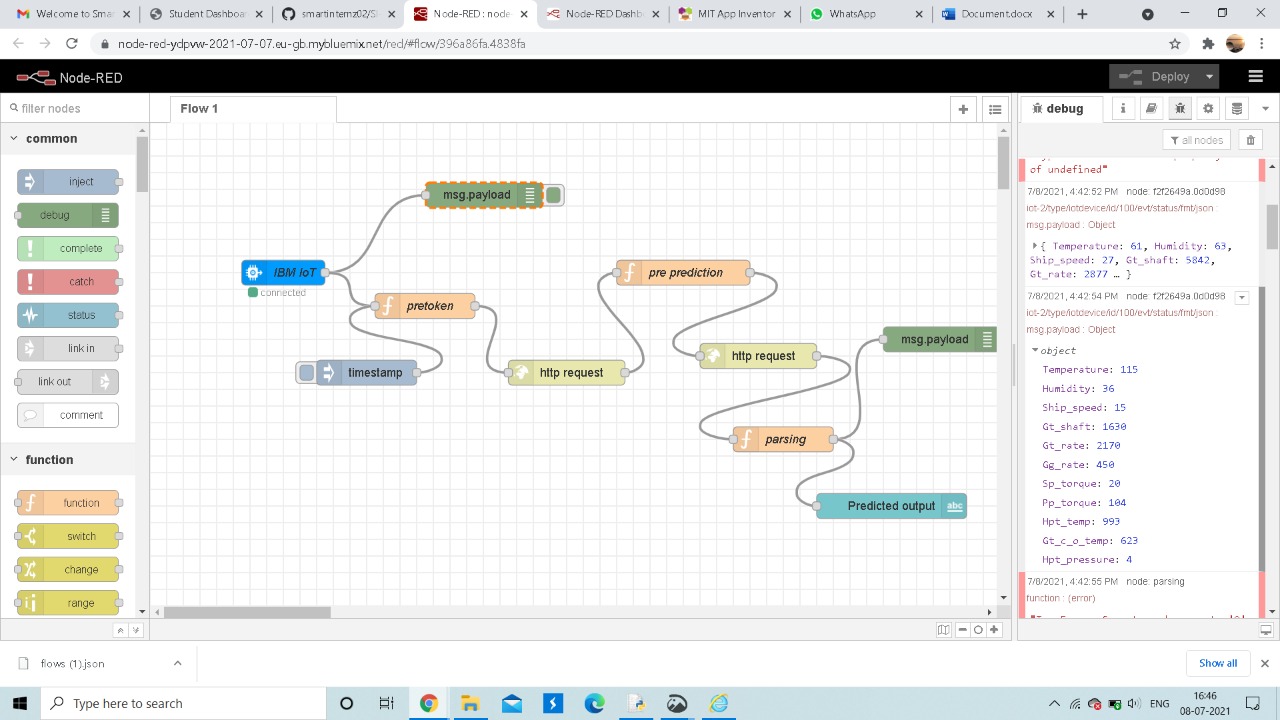 Welcome to Sma
Student Dashboa
smartinternz02/S
Node-RED : node
Node-RED Dashb
MIT App Inventor
WhatsApp
Document.docx
node-red-ydpvw-2021-07-07.eu-gb.mybluemix.net/red/#flow/396a86fa.4838fe
Node-RED
Deploy
filter nodes
Flow 1
debug
all nodes
common
inject
debug
complete
catch
status
link in
link out
comment
function
function
switch
change
range
msg.payload
IBM IoT
connected
pretoken
timestamp
http request
pre prediction
http request
msg.payload
parsing
Predicted output
abc
of undefined"
7/8/2021, 4:42:52 PM node: f2f2649a.0d0d98
iot-2/type/iotdevice/id/100/evt/status/fmt/json :
msg.payload : Object
{ Temperature: 61, Humidity: 63,
Ship_speed: 27, Gt_shaft: 5842,
Gt_rate: 2877 … }
7/8/2021, 4:42:54 PM node: f2f2649a.0d0d98
iot-2/type/iotdevice/id/100/evt/status/fmt/json :
msg.payload : Object
object
Temperature: 115
Humidity: 36
Ship_speed: 15
Gt_shaft: 1630
Gt_rate: 2170
Gg_rate: 450
Sp_torque: 20
Pp_torque: 104
Hpt_temp: 993
Gt_c_o_temp: 623
Hpt_pressure: 4
7/8/2021, 4:42:55 PM node: parsing
function : (error)
flows (1).json
Show all
Type here to search
ENG
16:46
08-07-2021